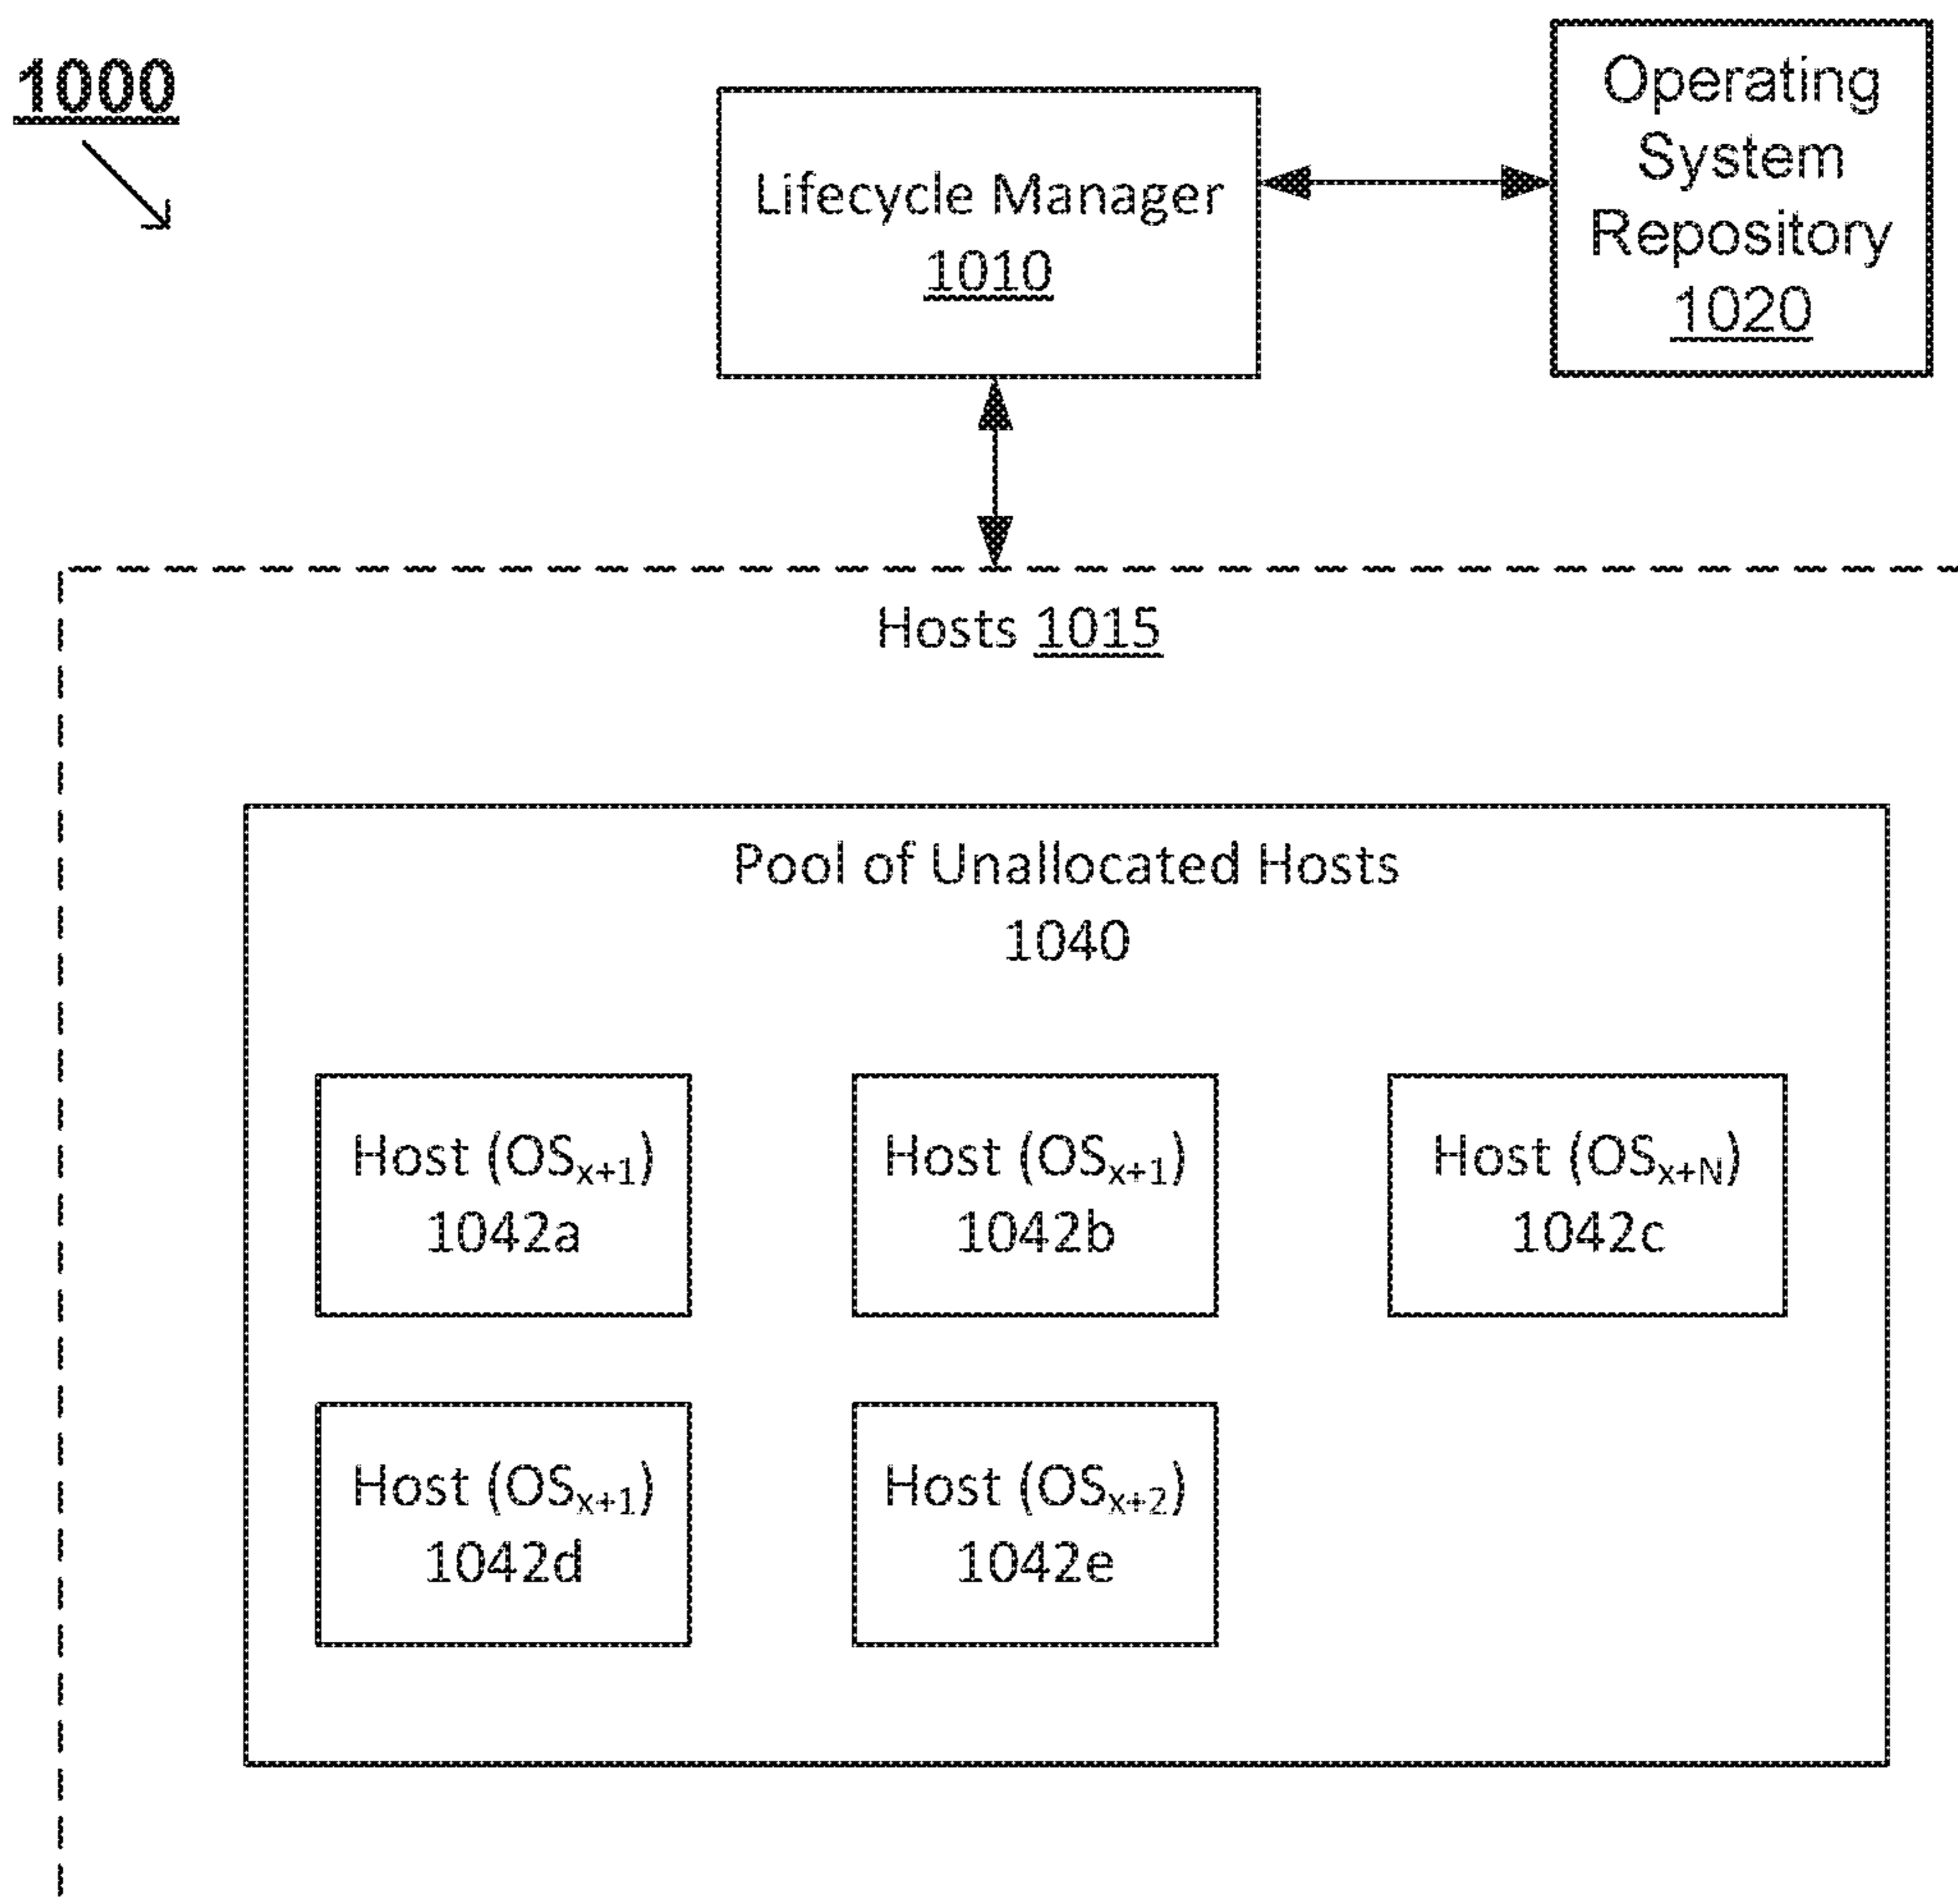 1000
Lifecycle Manager
1010
Operating
System
Repository
1020
Hosts 1015
Pool of Unallocated Hosts
1040
Host (OSx+1)
1042a
Host (OSx+1)
1042b
Host (OSx+N)
1042c
Host (OSx+1)
1042d
Host (OSx+2)
1042e